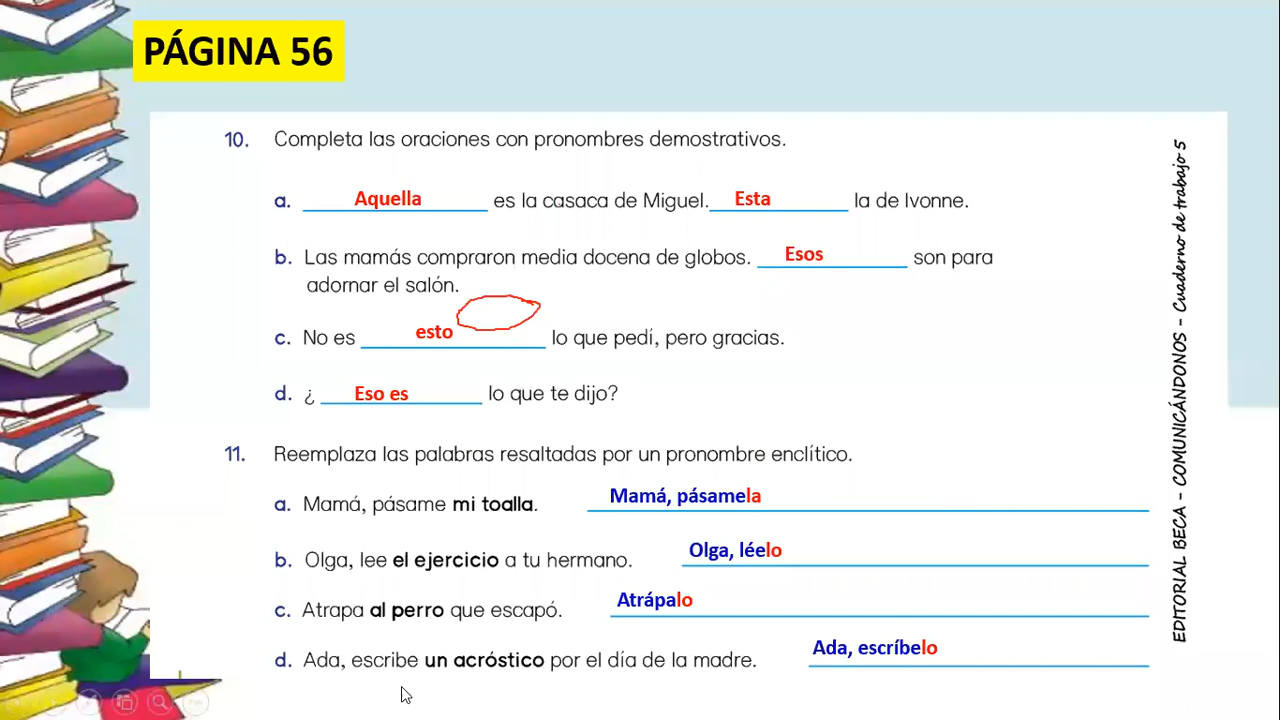 PÁGINA 56
10. Completa las oraciones con pronombres demostrativos.
a. Aquella es la casaca de Miguel. Esta la de Ivonne.
b. Las mamás compraron media docena de globos. Esos son para
adornar el salón.
c. No es esto lo que pedí, pero gracias.
d. ¿ Eso es lo que te dijo?
11. Reemplaza las palabras resaltadas por un pronombre enclítico.
a. Mamá, pásame mi toalla. Mamá, pásamela
b. Olga, lee el ejercicio a tu hermano. Olga, léelo
c. Atrapa al perro que escapó. Atrápalo
d. Ada, escribe un acróstico por el día de la madre. Ada, escríbelo
EDITORIAL BECA - COMUNICÁNDONOS - Cuaderno de trabajo 5